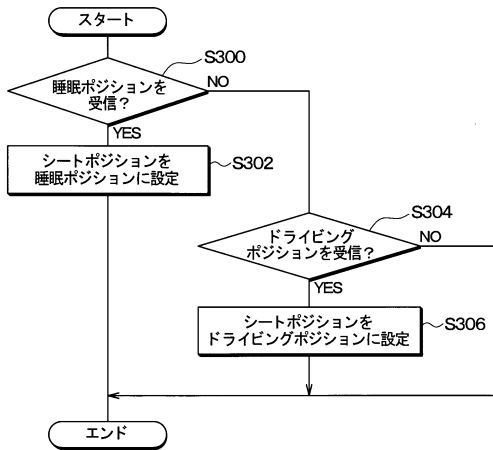 スタート
S300
睡眠ポジションを
受信？
NO
YES
シートポジションを
睡眠ポジションに設定
S302
S304
ドライビング
ポジションを受信？
NO
YES
シートポジションを
ドライビングポジションに設定
S306
エンド